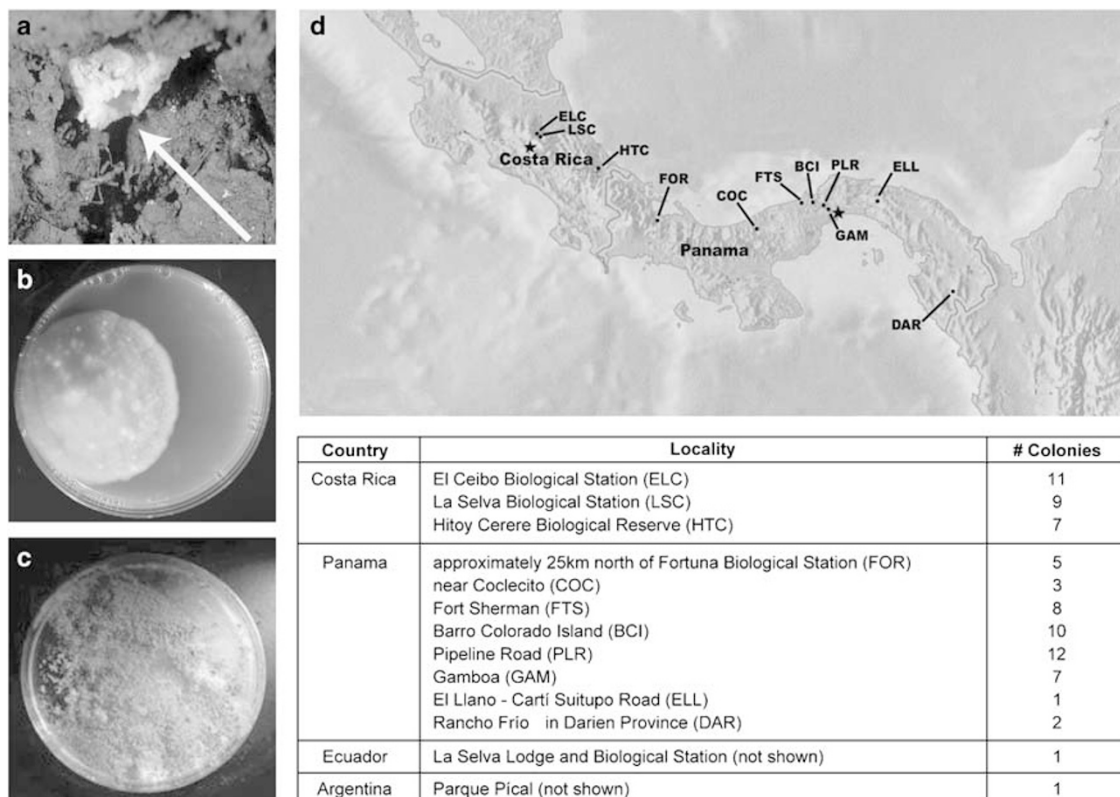 a
b
c
d
ELC
LSC
Costa Rica
HTC
FOR
COC
Panama
FTS
BCI
PLR
ELL
GAM
DAR
Country Locality # Colonies
Costa Rica El Ceibo Biological Station (ELC) 11
La Selva Biological Station (LSC) 9
Hitoy Cerere Biological Reserve (HTC) 7
Panama approximately 25km north of Fortuna Biological Station (FOR) 5
near Coclecito (COC) 3
Fort Sherman (FTS) 8
Barro Colorado Island (BCI) 10
Pipeline Road (PLR) 12
Gamboa (GAM) 7
El Llano - Cartí Suitupo Road (ELL) 1
Rancho Frío in Darien Province (DAR) 2
Ecuador La Selva Lodge and Biological Station (not shown) 1
Argentina Parque Pical (not shown) 1